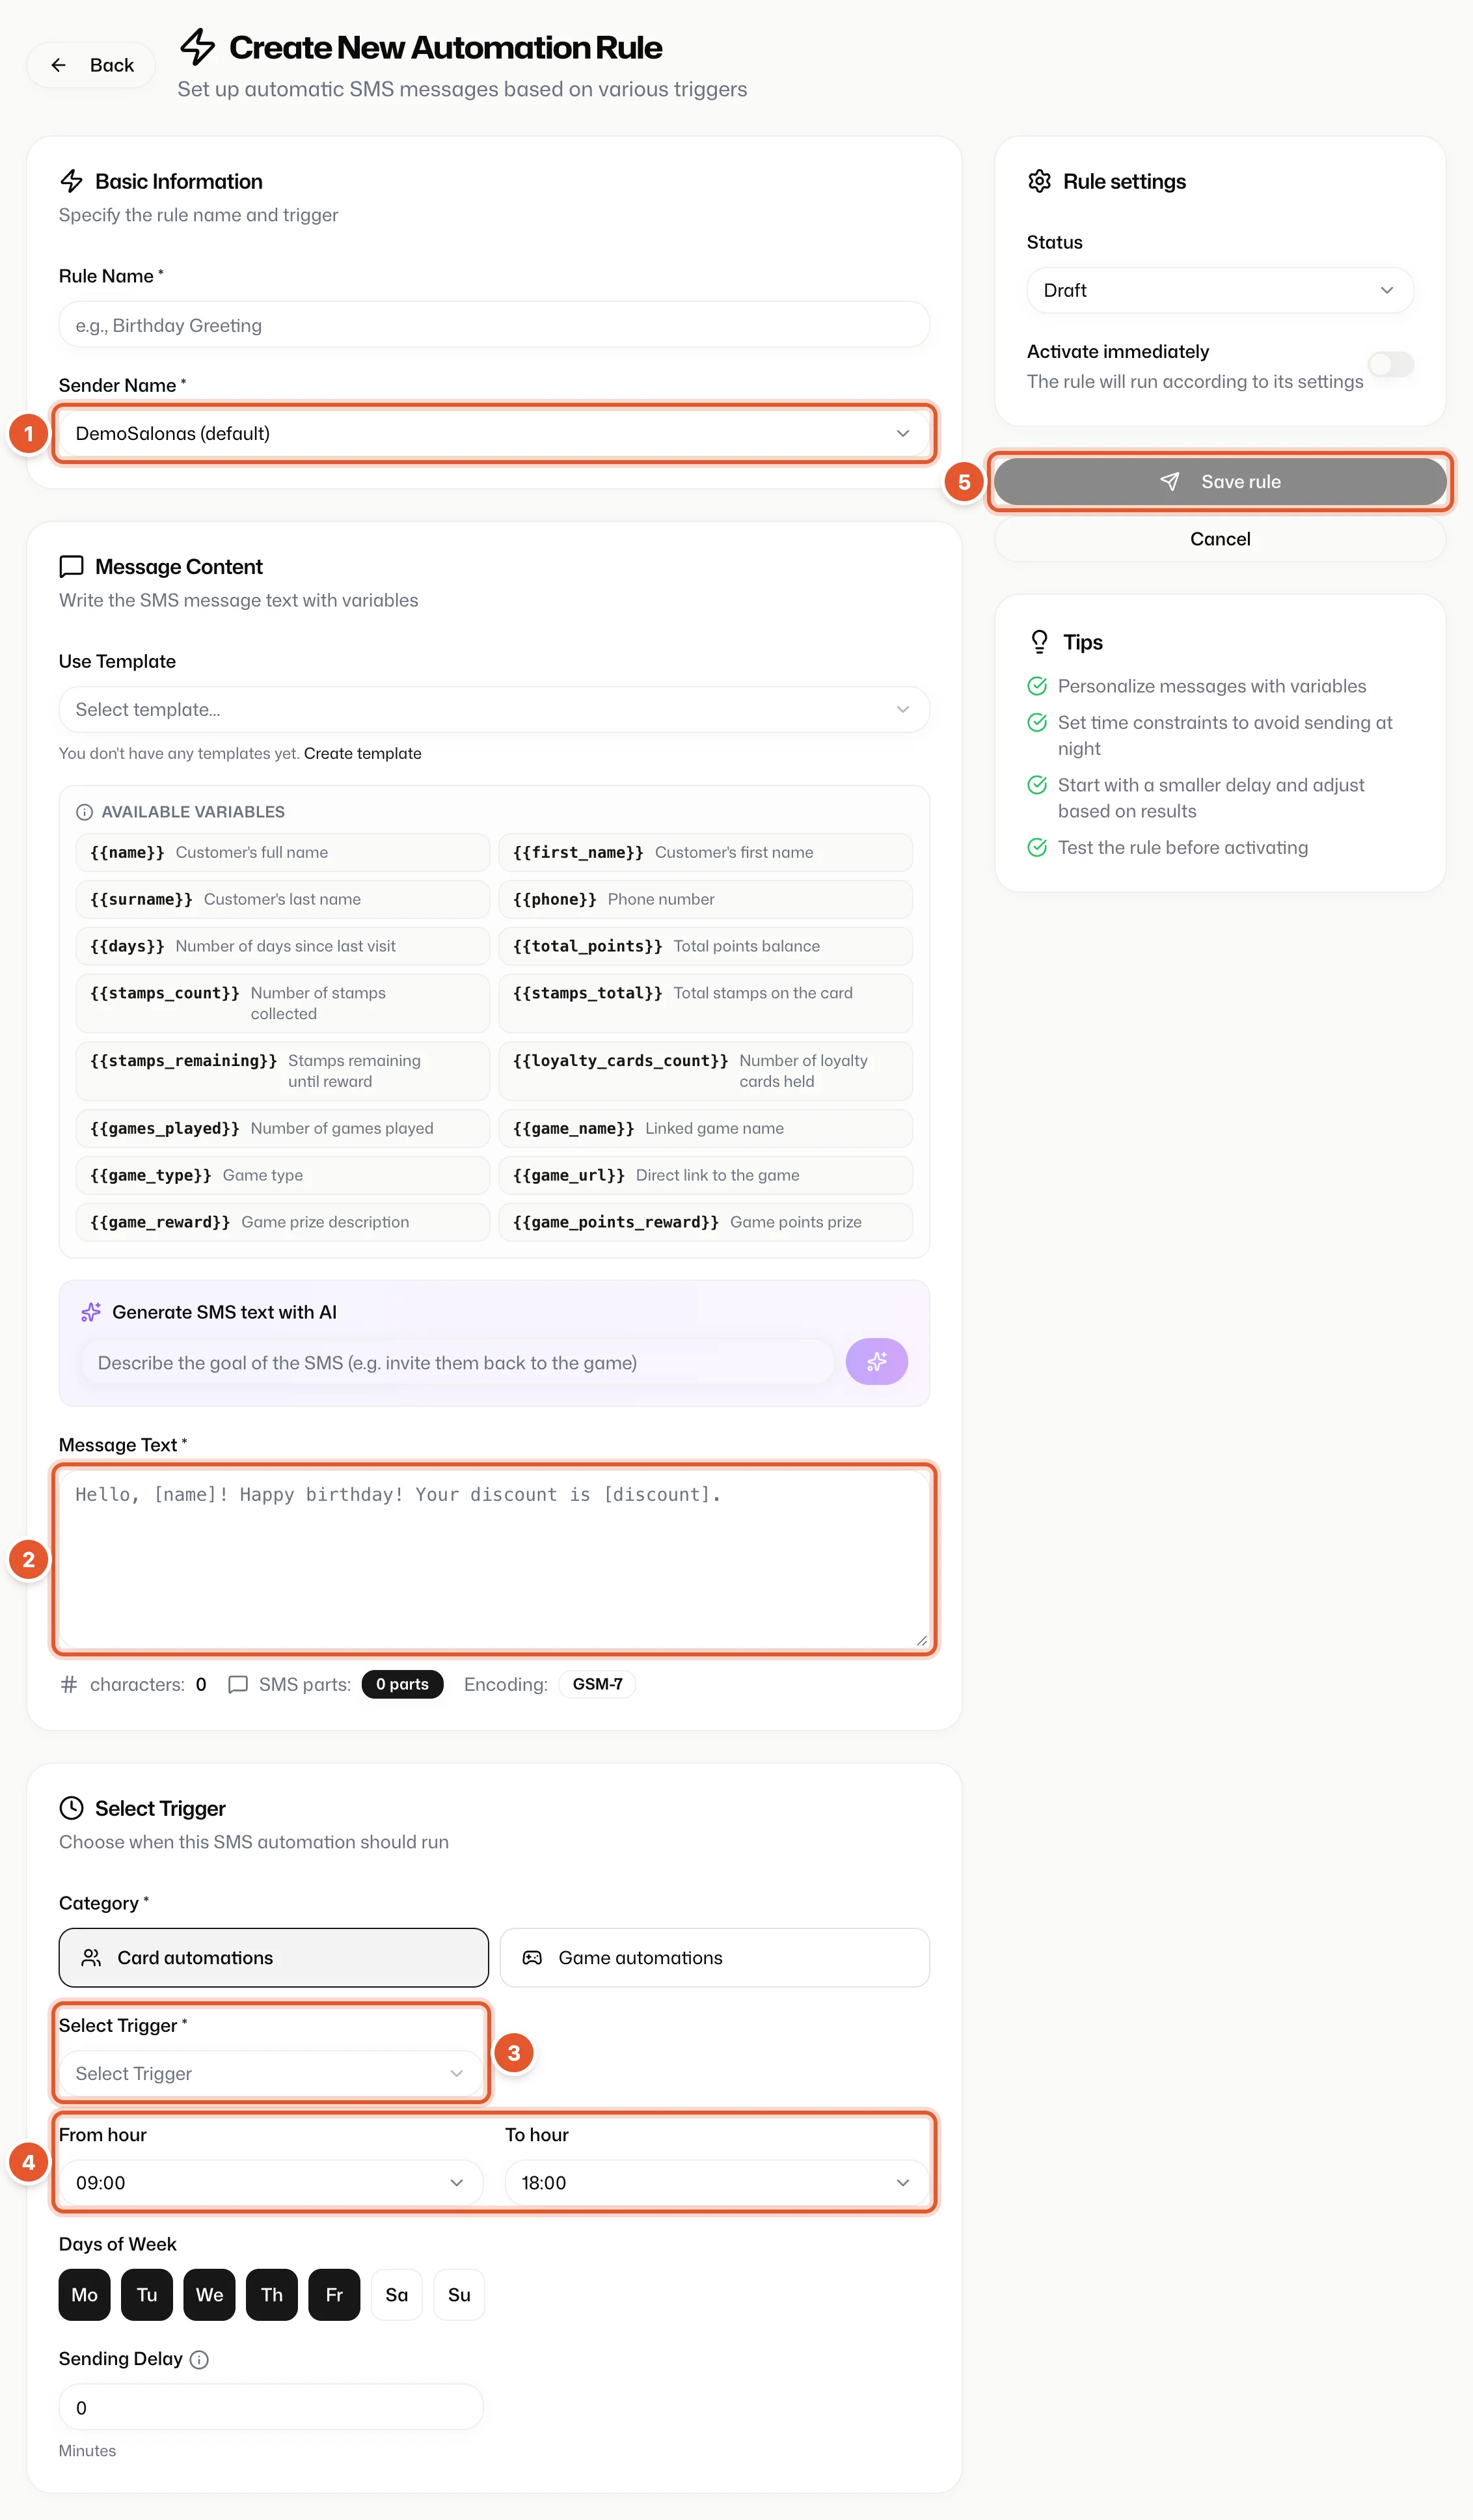 Back
Create New Automation Rule
Set up automatic SMS messages based on various triggers
Basic Information
Specify the rule name and trigger
Rule Name *
e.g., Birthday Greeting
Sender Name *
1
DemoSalonas (default)
Message Content
Write the SMS message text with variables
Use Template
Select template...
You don't have any templates yet. Create template
AVAILABLE VARIABLES
{{name}} Customer's full name
{{first_name}} Customer's first name
{{surname}} Customer's last name
{{phone}} Phone number
{{days}} Number of days since last visit
{{total_points}} Total points balance
{{stamps_count}} Number of stamps
collected
{{stamps_total}} Total stamps on the card
{{stamps_remaining}} Stamps remaining
until reward
{{loyalty_cards_count}} Number of loyalty
cards held
{{games_played}} Number of games played
{{game_name}} Linked game name
{{game_type}} Game type
{{game_url}} Direct link to the game
{{game_reward}} Game prize description
{{game_points_reward}} Game points prize
Generate SMS text with AI
Describe the goal of the SMS (e.g. invite them back to the game)
Message Text *
Hello, [name]! Happy birthday! Your discount is [discount].
2
characters: 0 SMS parts: 0 parts Encoding: GSM-7
Select Trigger
Choose when this SMS automation should run
Category *
Card automations
Game automations
Select Trigger *
Select Trigger
3
From hour
To hour
4
09:00
18:00
Days of Week
Mo Tu We Th Fr Sa Su
Sending Delay
0
Minutes
Rule settings
Status
Draft
Activate immediately
The rule will run according to its settings
5
Save rule
Cancel
Tips
Personalize messages with variables
Set time constraints to avoid sending at
night
Start with a smaller delay and adjust
based on results
Test the rule before activating